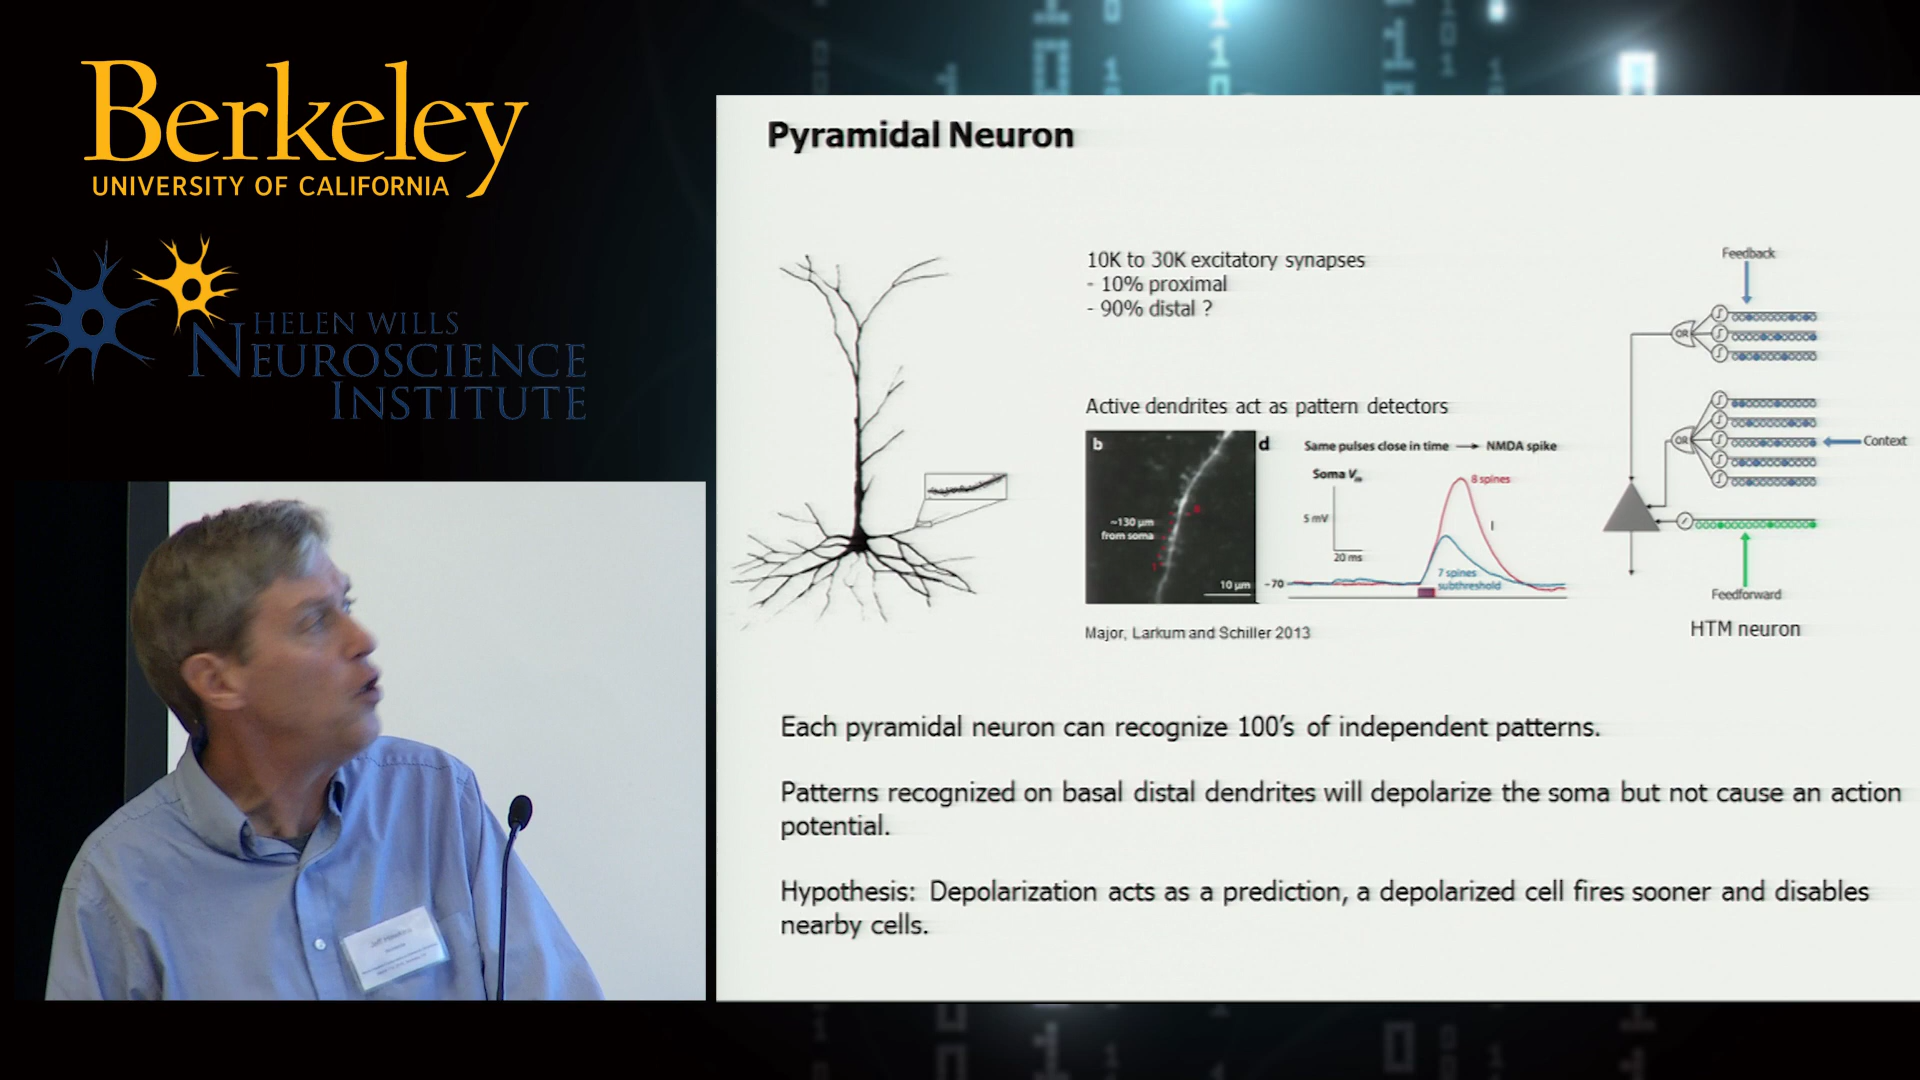 Berkeley
UNIVERSITY OF CALIFORNIA
HELEN WILLS
NEUROSCIENCE
INSTITUTE
Pyramidal Neuron
10K to 30K excitatory synapses
- 10% proximal
- 90% distal ?
Active dendrites act as pattern detectors
b
~130 µm
from soma
8
1
10 µm
d
Same pulses close in time → NMDA spike
Soma Vm
5 mV
20 ms
-70
8 spines
7 spines
subthreshold
Major, Larkum and Schiller 2013
Feedback
OR
OR
Context
Feedforward
HTM neuron
Each pyramidal neuron can recognize 100's of independent patterns.
Patterns recognized on basal distal dendrites will depolarize the soma but not cause an action
potential.
Hypothesis: Depolarization acts as a prediction, a depolarized cell fires sooner and disables
nearby cells.
Jeff Hawkins